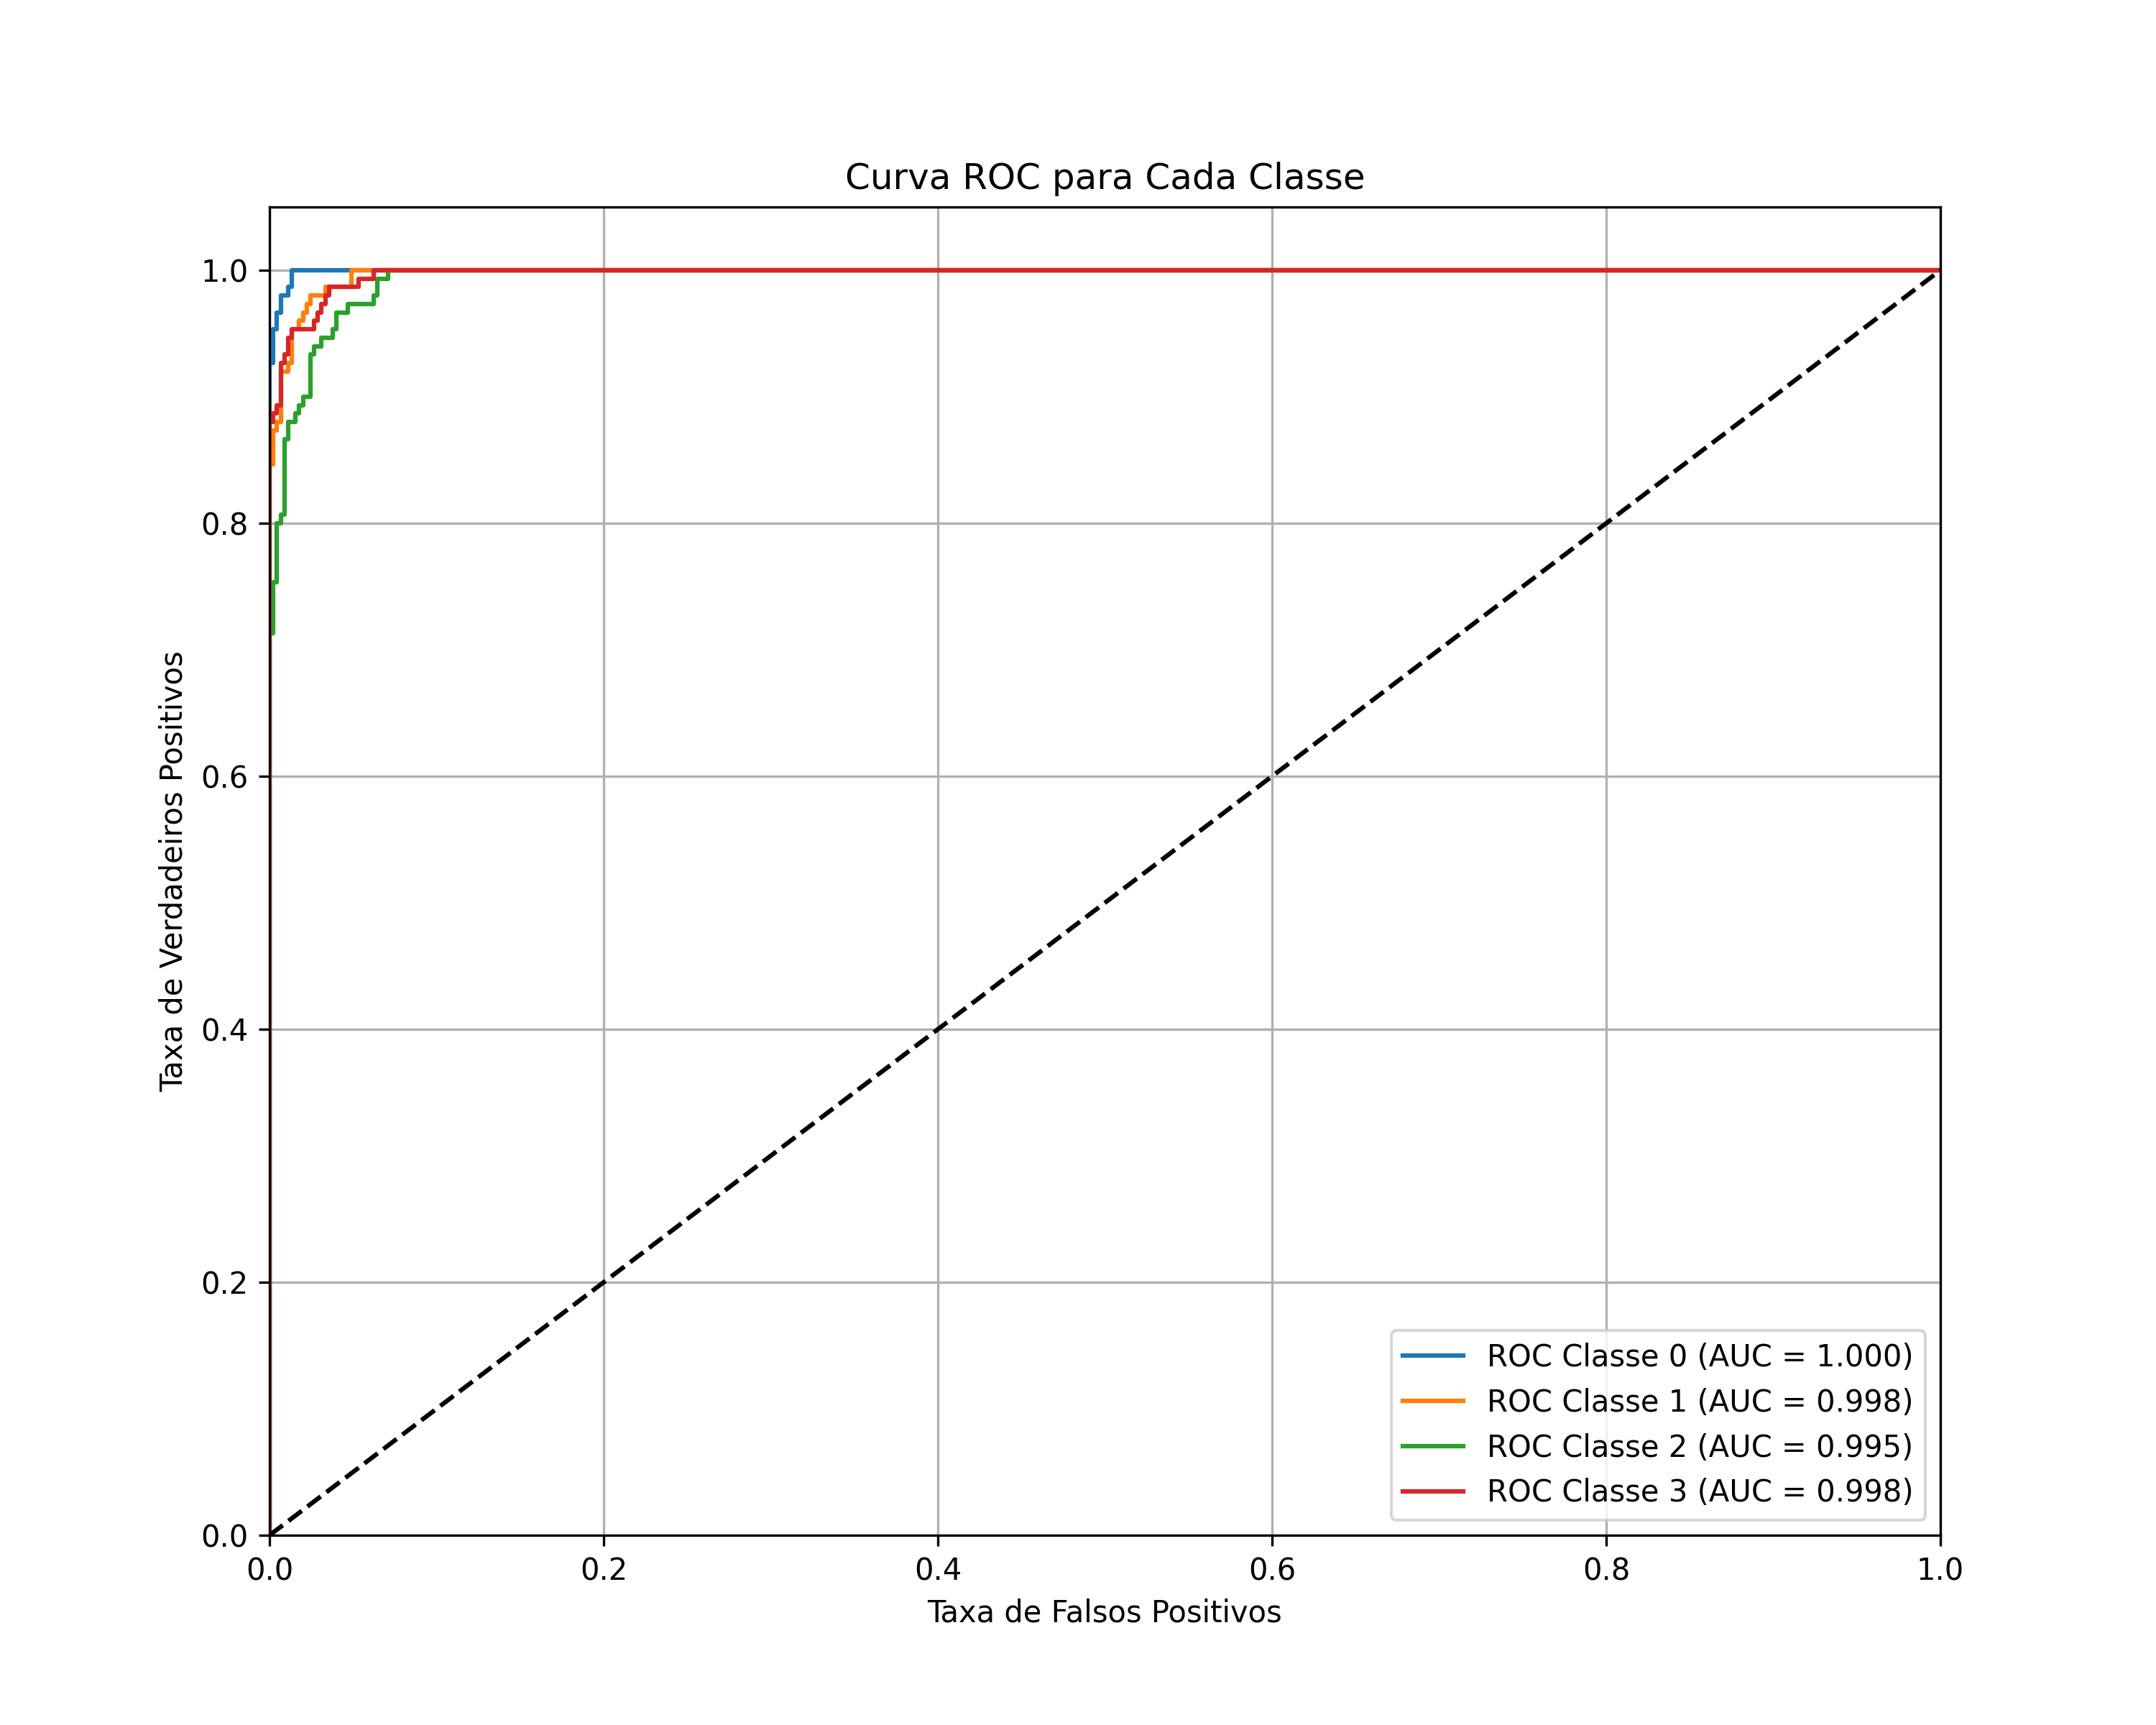 Curva ROC para Cada Classe
Taxa de Verdadeiros Positivos
1.0
0.8
0.6
0.4
0.2
0.0
0.0 0.2 0.4 0.6 0.8 1.0
Taxa de Falsos Positivos
ROC Classe 0 (AUC = 1.000)
ROC Classe 1 (AUC = 0.998)
ROC Classe 2 (AUC = 0.995)
ROC Classe 3 (AUC = 0.998)